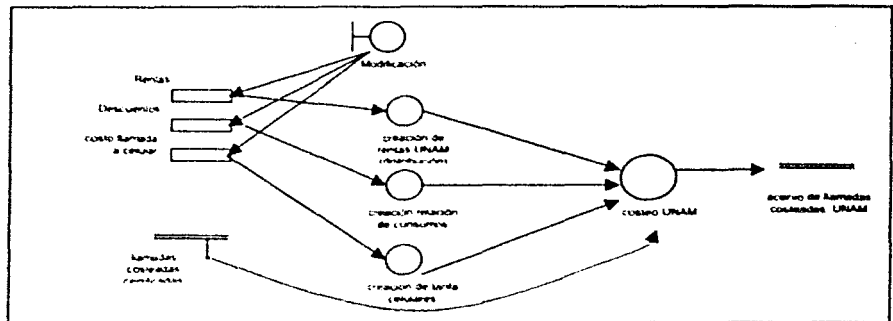 Modificación
Rentas
Descuentos
costo llamada
a celular
creación de
rentas UNAM
creación relación
de consumos
costeo UNAM
acervo de llamadas
costeadas UNAM
llamadas
costeadas
creación de tarifa
celulares